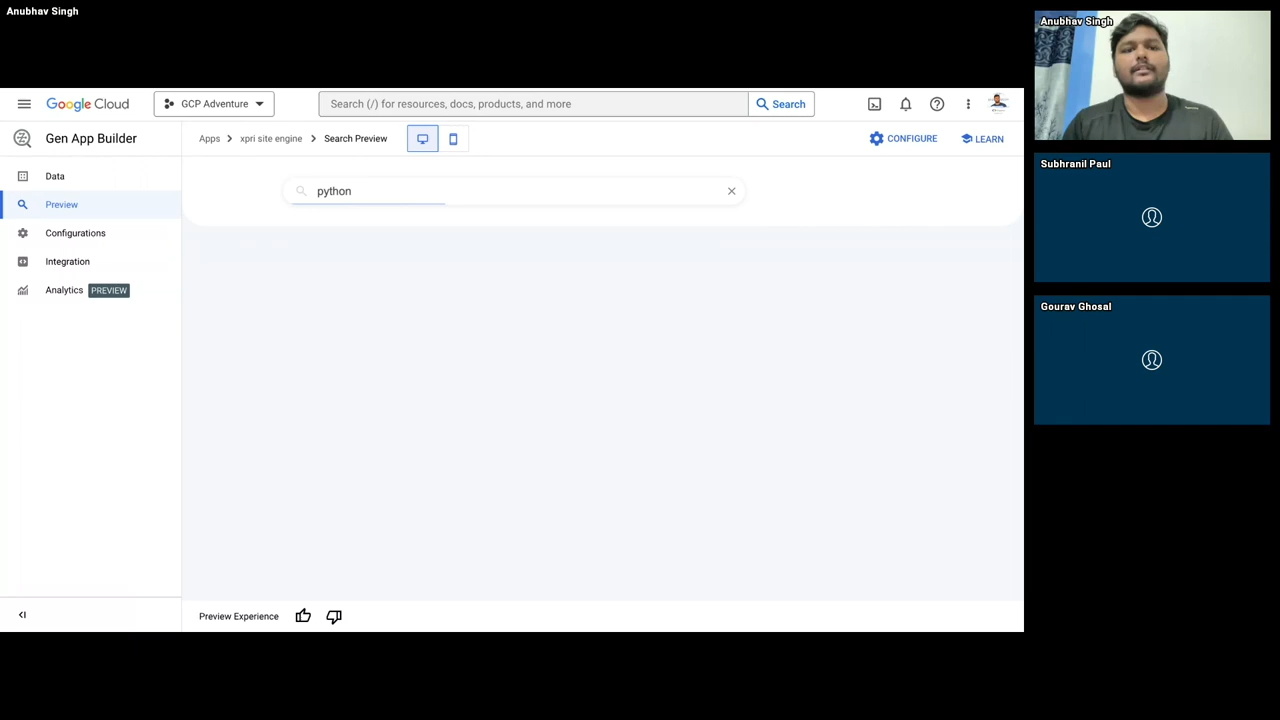 Anubhav Singh
Google Cloud
GCP Adventure
Search (/) for resources, docs, products, and more
Search
Gen App Builder
Apps
xpri site engine
Search Preview
CONFIGURE
LEARN
Data
Preview
Configurations
Integration
Analytics PREVIEW
python
Preview Experience
Anubhav Singh
Subhranil Paul
Gourav Ghosal